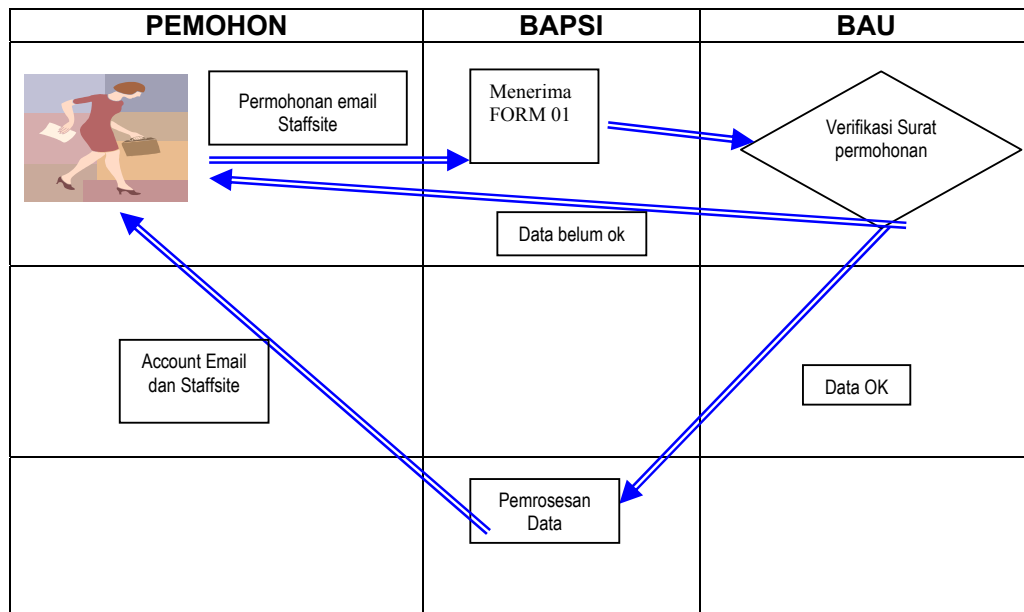 PEMOHON
BAPSI
BAU
Permohonan email
Staffsite
Menerima
FORM 01
Verifikasi Surat
permohonan
Data belum ok
Account Email
dan Staffsite
Data OK
Pemrosesan
Data